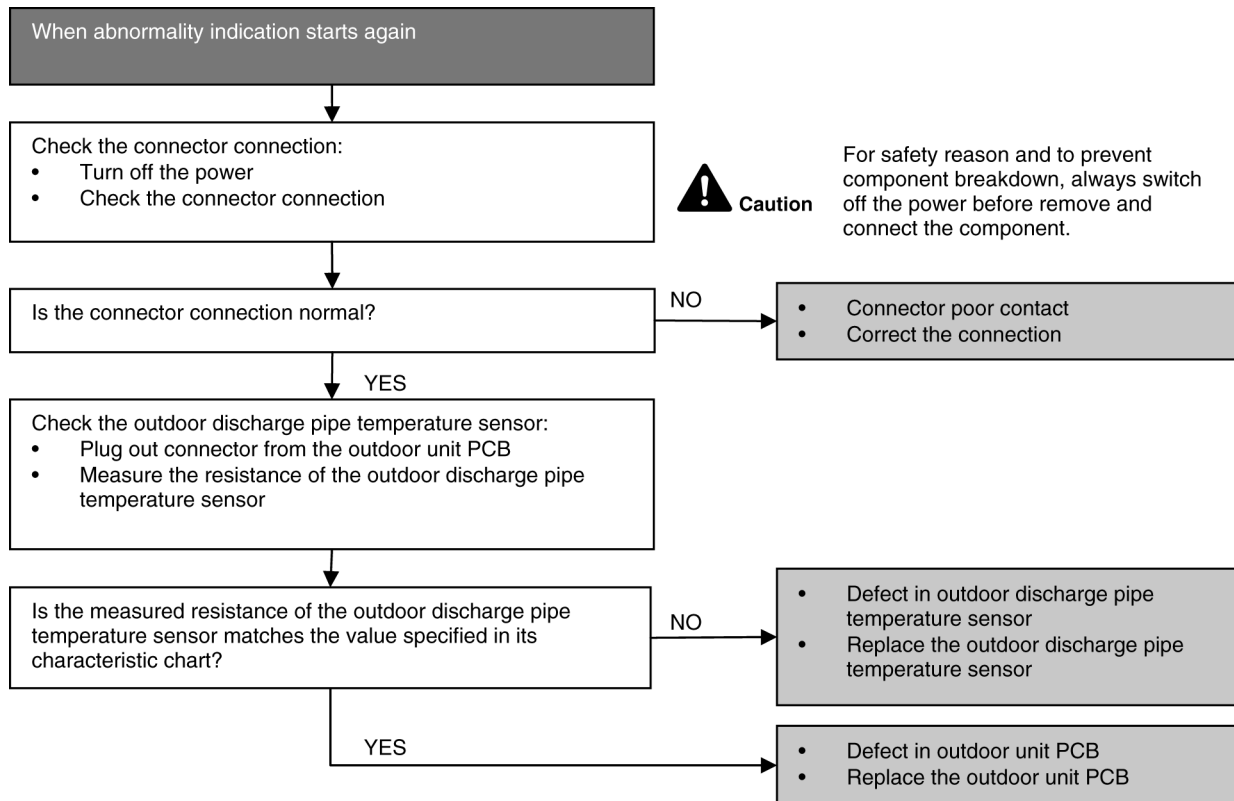 When abnormality indication starts again
Check the connector connection:
• Turn off the power
• Check the connector connection
Caution
For safety reason and to prevent
component breakdown, always switch
off the power before remove and
connect the component.
Is the connector connection normal?
NO
• Connector poor contact
• Correct the connection
YES
Check the outdoor discharge pipe temperature sensor:
• Plug out connector from the outdoor unit PCB
• Measure the resistance of the outdoor discharge pipe
temperature sensor
Is the measured resistance of the outdoor discharge pipe
temperature sensor matches the value specified in its
characteristic chart?
NO
• Defect in outdoor discharge pipe
temperature sensor
• Replace the outdoor discharge pipe
temperature sensor
YES
• Defect in outdoor unit PCB
• Replace the outdoor unit PCB